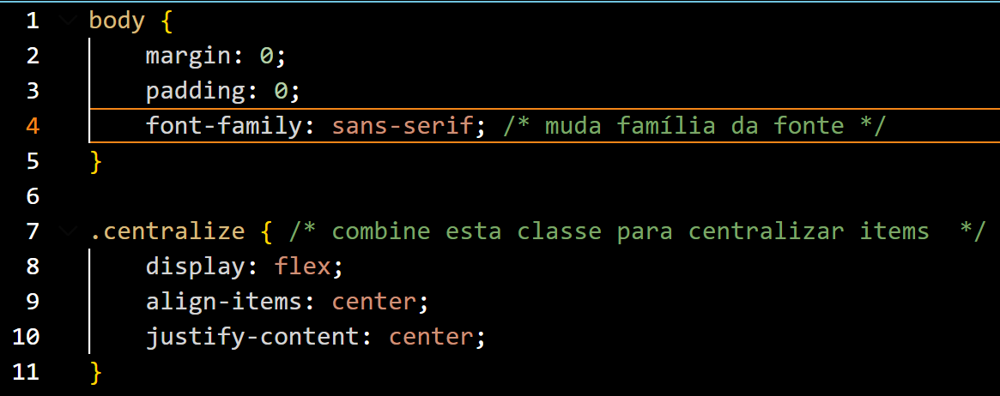 1 body {
2 margin: 0;
3 padding: 0;
4 font-family: sans-serif; /* muda família da fonte */
5 }
6
7 .centralize { /* combine esta classe para centralizar items  */
8 display: flex;
9 align-items: center;
10 justify-content: center;
11 }